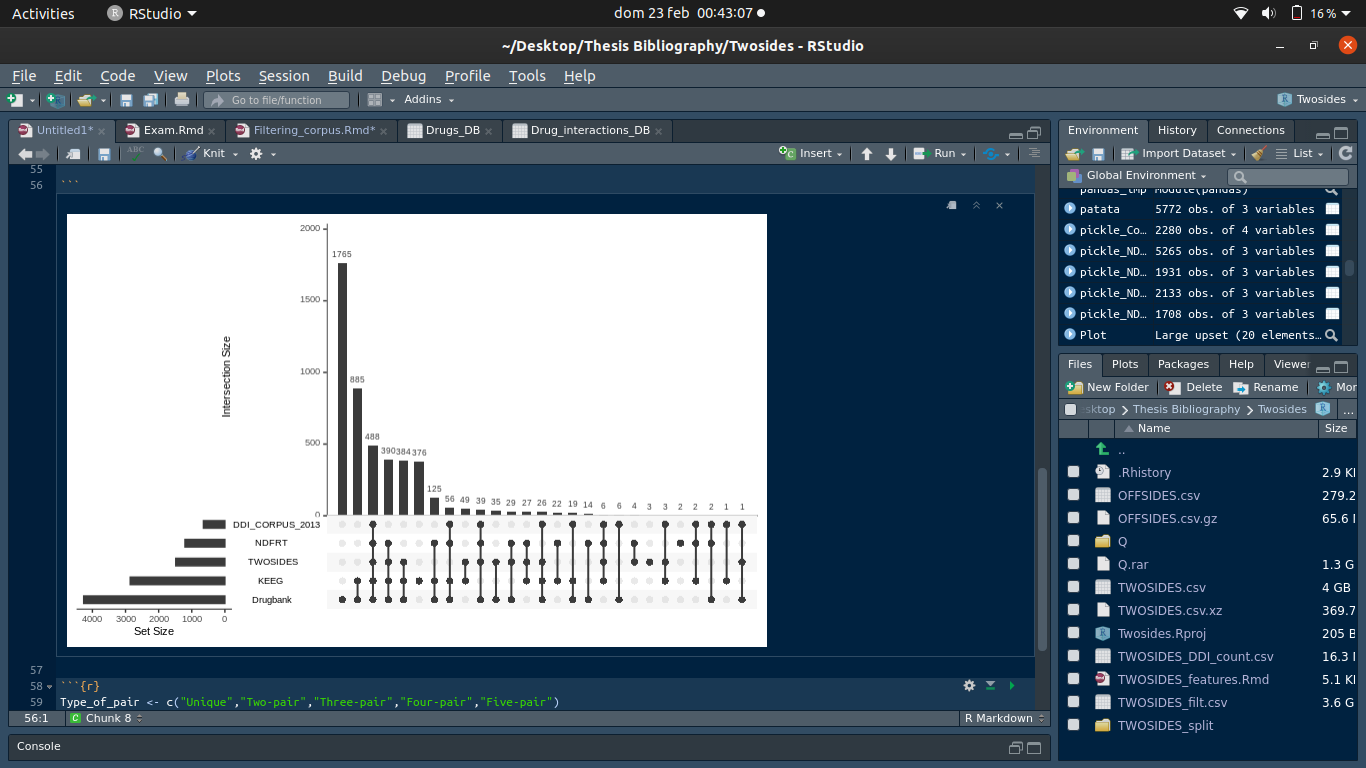 Activities RStudio dom 23 feb 00:43:07 16%
~/Desktop/Thesis Bibliography/Twosides - RStudio
File Edit Code View Plots Session Build Debug Profile Tools Help
Go to file/function Addins Twosides
Untitled1* Exam.Rmd Filtering_corpus.Rmd* Drugs_DB Drug_interactions_DB
Knit Insert Run
55
56 ```
2000
1500
1000
500
0
Intersection Size
1765 885 488 390 384 376 125 56 49 39 35 29 27 26 22 19 14 6 6 4 3 3 2 2 2 1 1
DDI_CORPUS_2013
NDFRT
TWOSIDES
KEEG
Drugbank
4000 3000 2000 1000 0
Set Size
57
58 ```{r}
59 Type_of_pair <- c("Unique","Two-pair","Three-pair","Four-pair","Five-pair")
56:1 Chunk 8 R Markdown
Console
Environment History Connections
Import Dataset List
Global Environment
pandas_tmp Module(pandas)
patata 5772 obs. of 3 variables
pickle_Co… 2280 obs. of 4 variables
pickle_ND… 5265 obs. of 3 variables
pickle_ND… 1931 obs. of 3 variables
pickle_ND… 2133 obs. of 3 variables
pickle_ND… 1708 obs. of 3 variables
Plot Large upset (20 elements…
Files Plots Packages Help Viewer
New Folder Delete Rename Mor
sktop Thesis Bibliography Twosides ...
Name Size
..
.Rhistory 2.9 K
OFFSIDES.csv 279.2
OFFSIDES.csv.gz 65.6
Q
Q.rar 1.3 G
TWOSIDES.csv 4 GB
TWOSIDES.csv.xz 369.7
Twosides.Rproj 205 B
TWOSIDES_DDI_count.csv 16.3
TWOSIDES_features.Rmd 5.1 K
TWOSIDES_filt.csv 3.6 G
TWOSIDES_split